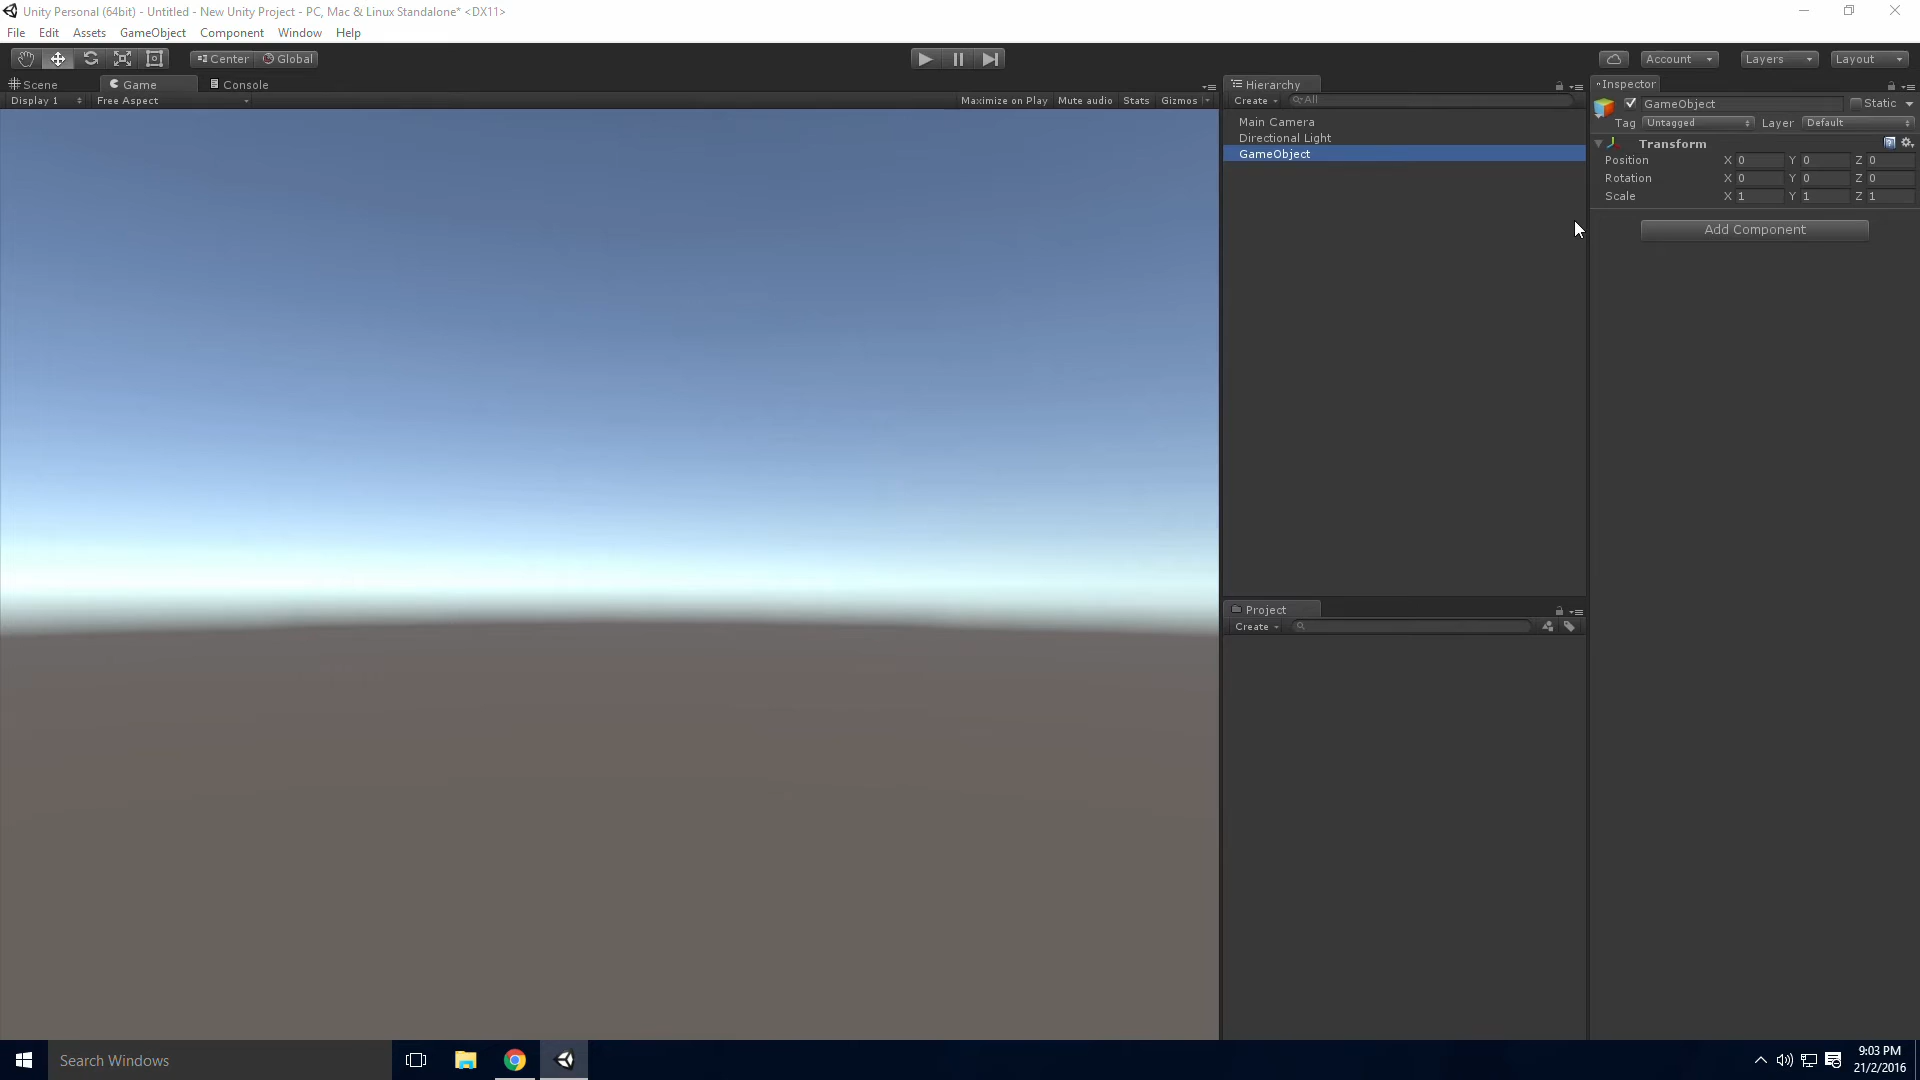 Unity Personal (64bit) - Untitled - New Unity Project - PC, Mac & Linux Standalone* <DX11>
File Edit Assets GameObject Component Window Help
Center Global Account Layers Layout
Scene Game Console
Display 1 Free Aspect Maximize on Play Mute audio Stats Gizmos
Hierarchy
Create All
Main Camera
Directional Light
GameObject
Project
Create
Inspector
GameObject Static
Tag Untagged Layer Default
Transform
Position X 0 Y 0 Z 0
Rotation X 0 Y 0 Z 0
Scale X 1 Y 1 Z 1
Add Component
Search Windows
9:03 PM
21/2/2016